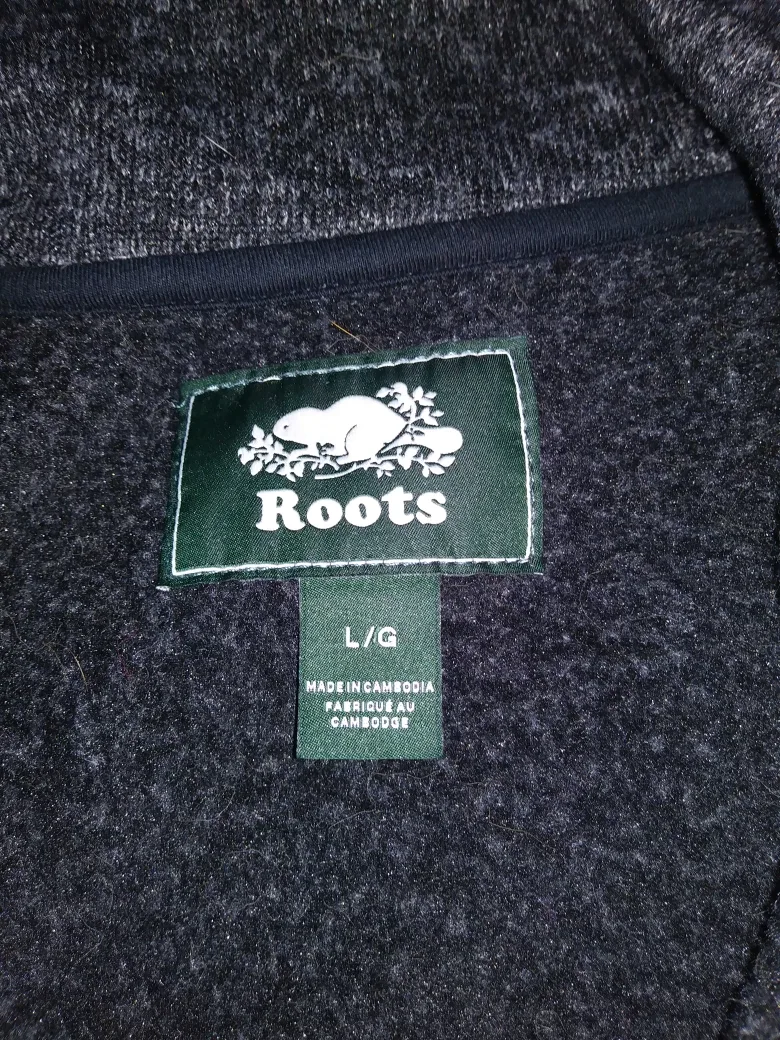 Roots
L/G
MADE IN CAMBODIA
FABRIQUÉ AU
CAMBODGE